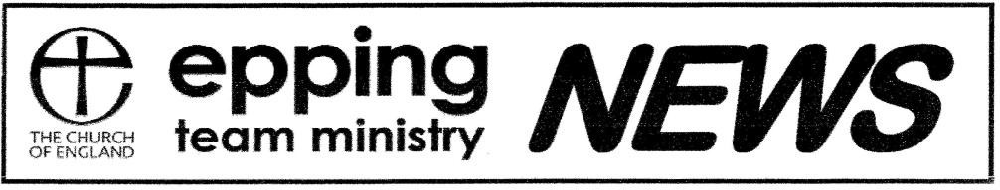 THE CHURCH
OF ENGLAND
epping
team ministry
NEWS